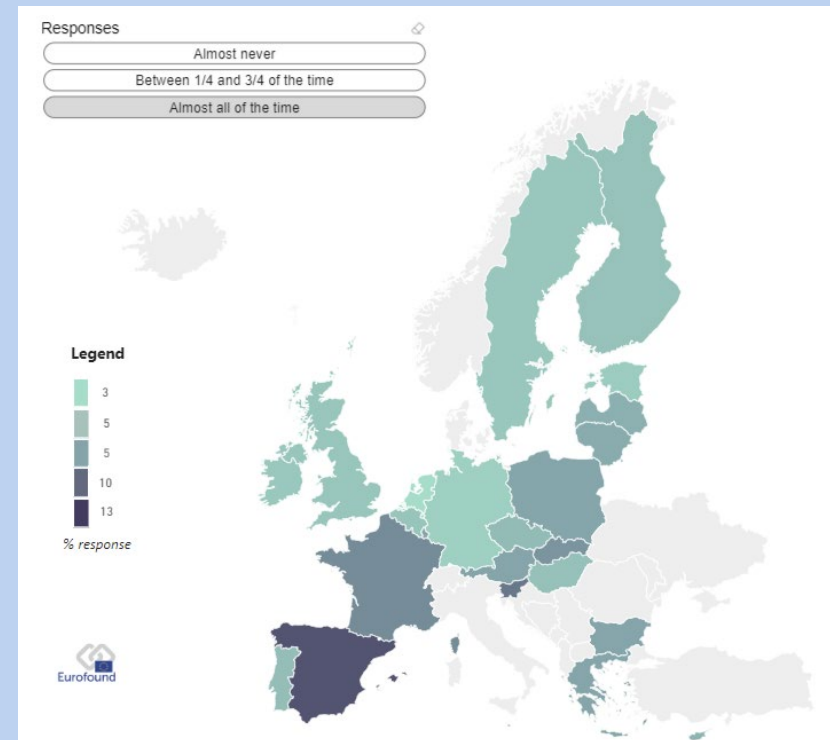 Responses
Almost never
Between 1/4 and 3/4 of the time
Almost all of the time
Legend
3
5
5
10
13
% response
Eurofound